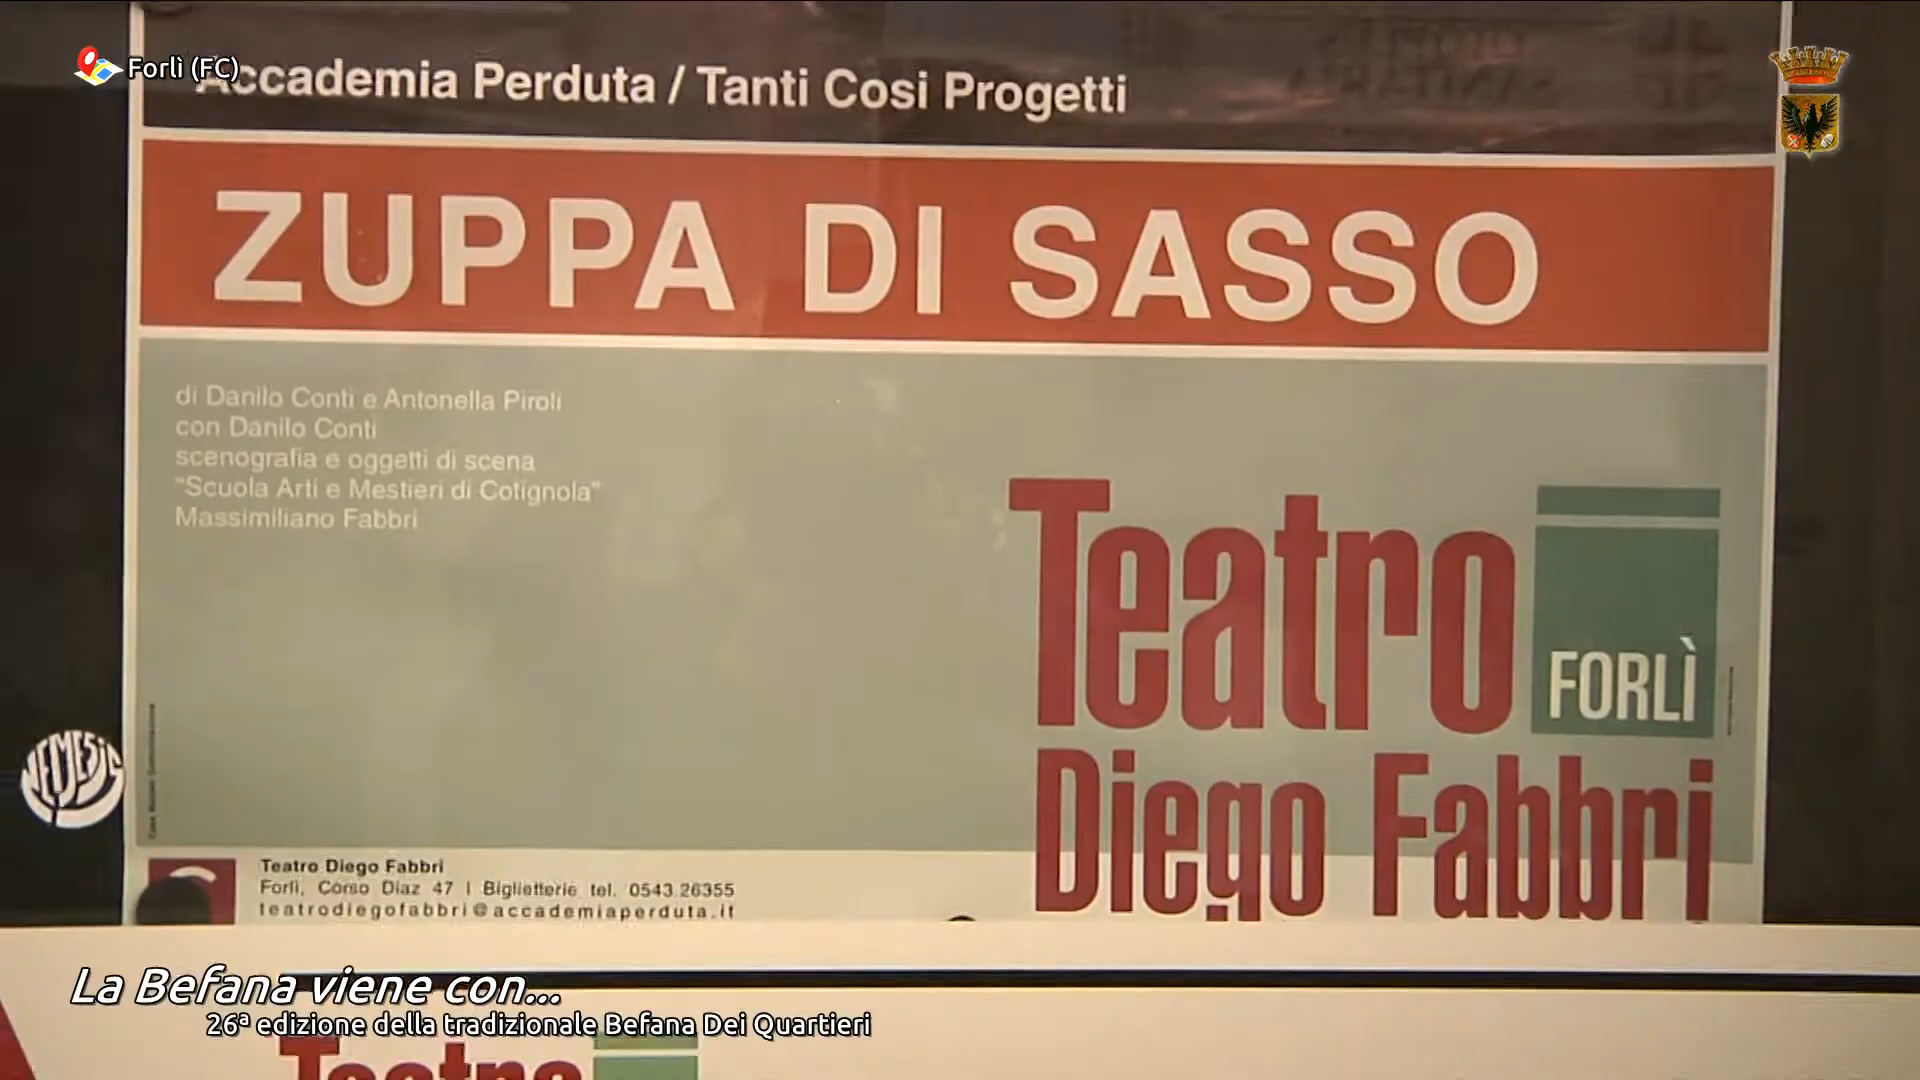 Forlì (FC)
Accademia Perduta / Tanti Cosi Progetti
ZUPPA DI SASSO
di Danilo Conti e Antonella Piroli
con Danilo Conti
scenografia e oggetti di scena
"Scuola Arti e Mestieri di Cotignola"
Massimiliano Fabbri
Teatro
FORLÌ
Diego Fabbri
NEMESIS
Teatro Diego Fabbri
Forlì, Corso Diaz 47 | Biglietterie tel. 0543.26355
teatrodiegofabbri@accademiaperduta.it
La Befana viene con...
26ª edizione della tradizionale Befana Dei Quartieri
Teatro